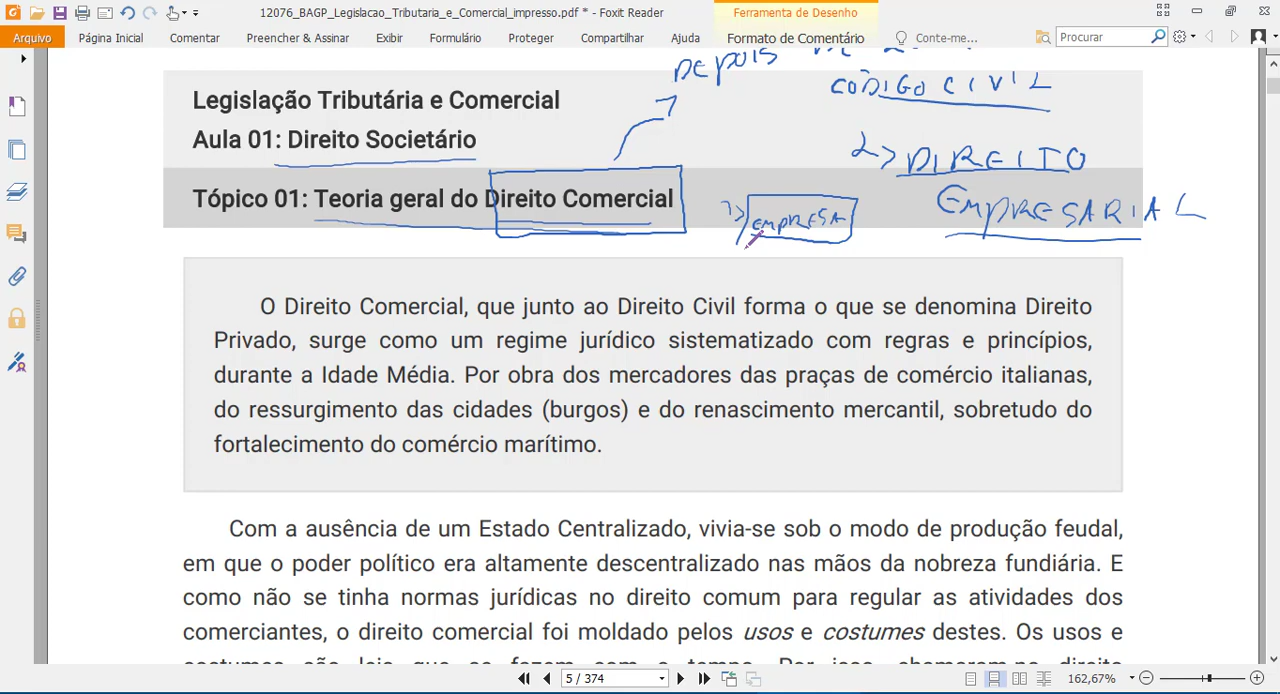 12076_BAGP_Legislacao_Tributaria_e_Comercial_impresso.pdf * - Foxit Reader
Ferramenta de Desenho
Arquivo Página Inicial Comentar Preencher & Assinar Exibir Formulário Proteger Compartilhar Ajuda Formato de Comentário Conte-me... Procurar
DEPOIS
CÓDIGO CIVIL
Legislação Tributária e Comercial
Aula 01: Direito Societário
2> DIREITO
Tópico 01: Teoria geral do Direito Comercial
EMPRESA
EMPRESARIAL
O Direito Comercial, que junto ao Direito Civil forma o que se denomina Direito
Privado, surge como um regime jurídico sistematizado com regras e princípios,
durante a Idade Média. Por obra dos mercadores das praças de comércio italianas,
do ressurgimento das cidades (burgos) e do renascimento mercantil, sobretudo do
fortalecimento do comércio marítimo.
Com a ausência de um Estado Centralizado, vivia-se sob o modo de produção feudal,
em que o poder político era altamente descentralizado nas mãos da nobreza fundiária. E
como não se tinha normas jurídicas no direito comum para regular as atividades dos
comerciantes, o direito comercial foi moldado pelos usos e costumes destes. Os usos e
5 / 374
162,67%